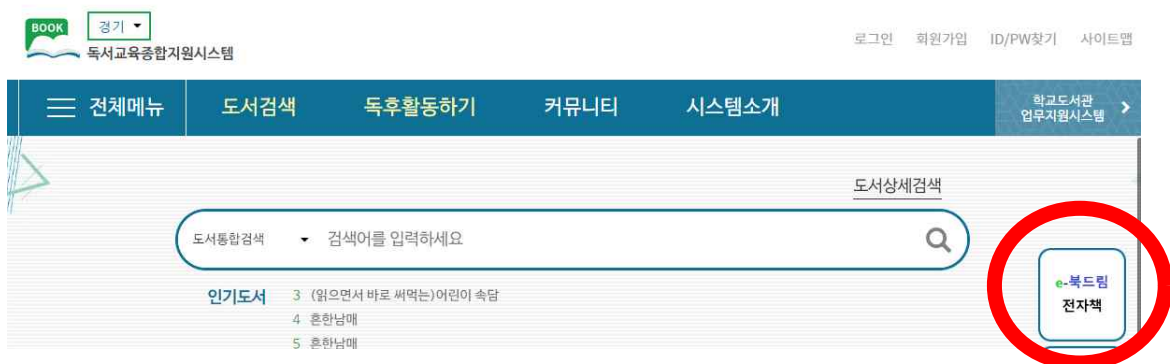 BOOK
경기
독서교육종합지원시스템
로그인 회원가입 ID/PW찾기 사이트맵
전체메뉴 도서검색 독후활동하기 커뮤니티 시스템소개
학교도서관
업무지원시스템
도서상세검색
도서통합검색 검색어를 입력하세요
e-북드림
전자책
인기도서 3 (읽으면서 바로 써먹는)어린이 속담
4 흔한남매
5 흔한남매